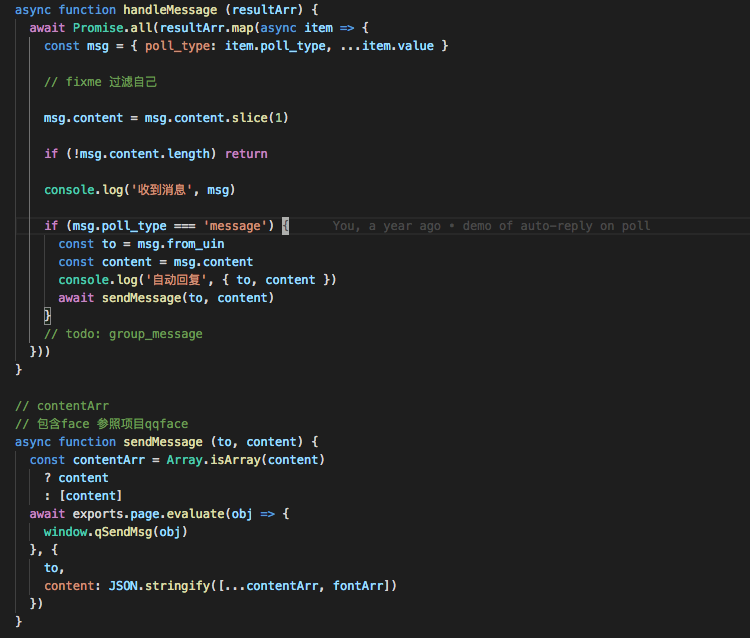 async function handleMessage (resultArr) {
await Promise.all(resultArr.map(async item => {
const msg = { poll_type: item.poll_type, ...item.value }
// fixme 过滤自己
msg.content = msg.content.slice(1)
if (!msg.content.length) return
console.log('收到消息', msg)
if (msg.poll_type === 'message') { You, a year ago • demo of auto-reply on poll
const to = msg.from_uin
const content = msg.content
console.log('自动回复', { to, content })
await sendMessage(to, content)
}
// todo: group_message
}))
}
// contentArr
// 包含face 参照项目qqface
async function sendMessage (to, content) {
const contentArr = Array.isArray(content)
? content
: [content]
await exports.page.evaluate(obj => {
window.qSendMsg(obj)
}, {
to,
content: JSON.stringify([...contentArr, fontArr])
})
}